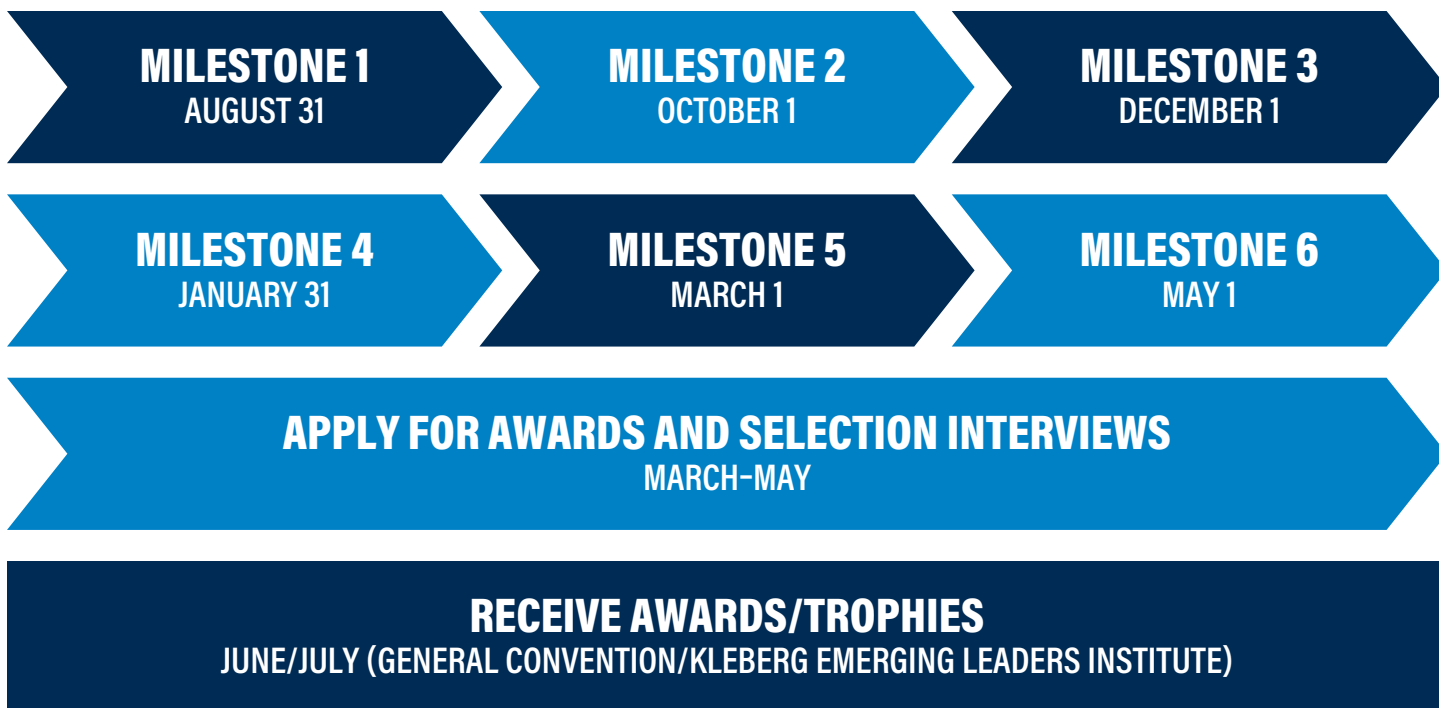 MILESTONE 1
AUGUST 31
MILESTONE 2
OCTOBER 1
MILESTONE 3
DECEMBER 1
MILESTONE 4
JANUARY 31
MILESTONE 5
MARCH 1
MILESTONE 6
MAY 1
APPLY FOR AWARDS AND SELECTION INTERVIEWS
MARCH–MAY
RECEIVE AWARDS/TROPHIES
JUNE/JULY (GENERAL CONVENTION/KLEBERG EMERGING LEADERS INSTITUTE)